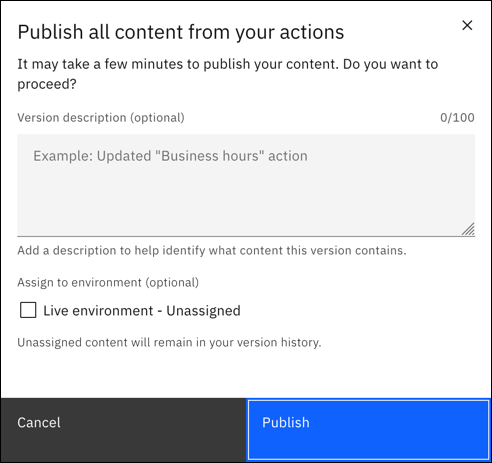 Publish all content from your actions
It may take a few minutes to publish your content. Do you want to
proceed?
Version description (optional) 0/100
Example: Updated "Business hours" action
Add a description to help identify what content this version contains.
Assign to environment (optional)
Live environment - Unassigned
Unassigned content will remain in your version history.
Cancel Publish